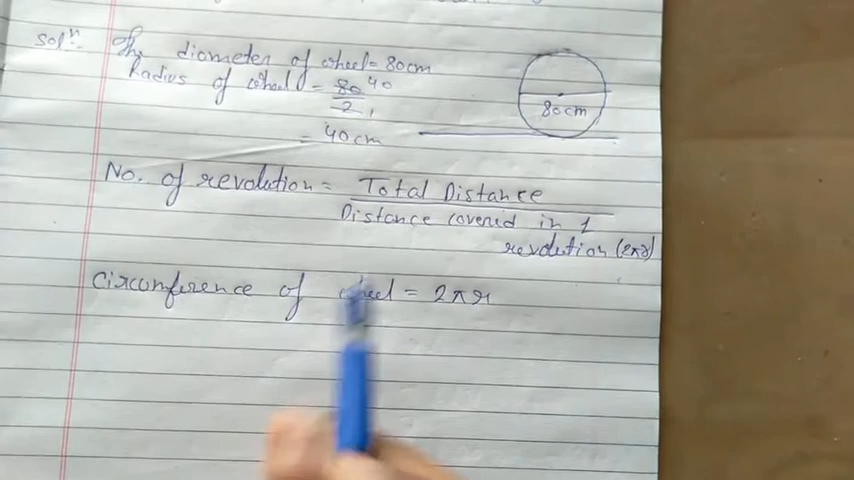 Solⁿ. The diameter of wheel = 80cm
Radius of wheel = 80/2 40
= 40cm
80cm
No. of revolution = Total Distance
Distance covered in 1
revolution (2πr)
Circumference of wheel = 2πr